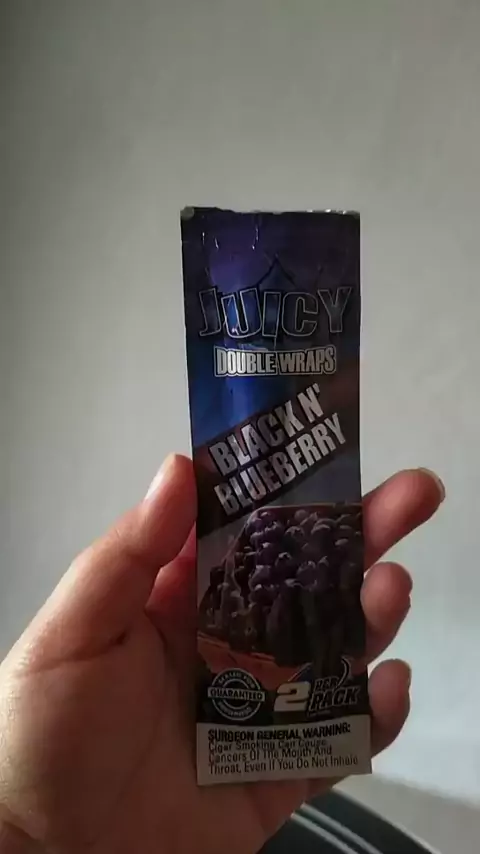 JUICY
DOUBLE WRAPS
BLACK N'
BLUEBERRY
GUARANTEED
2 PER
PACK
SURGEON GENERAL WARNING:
Cigar Smoking Can Cause
Cancers Of The Mouth And
Throat, Even If You Do Not Inhale